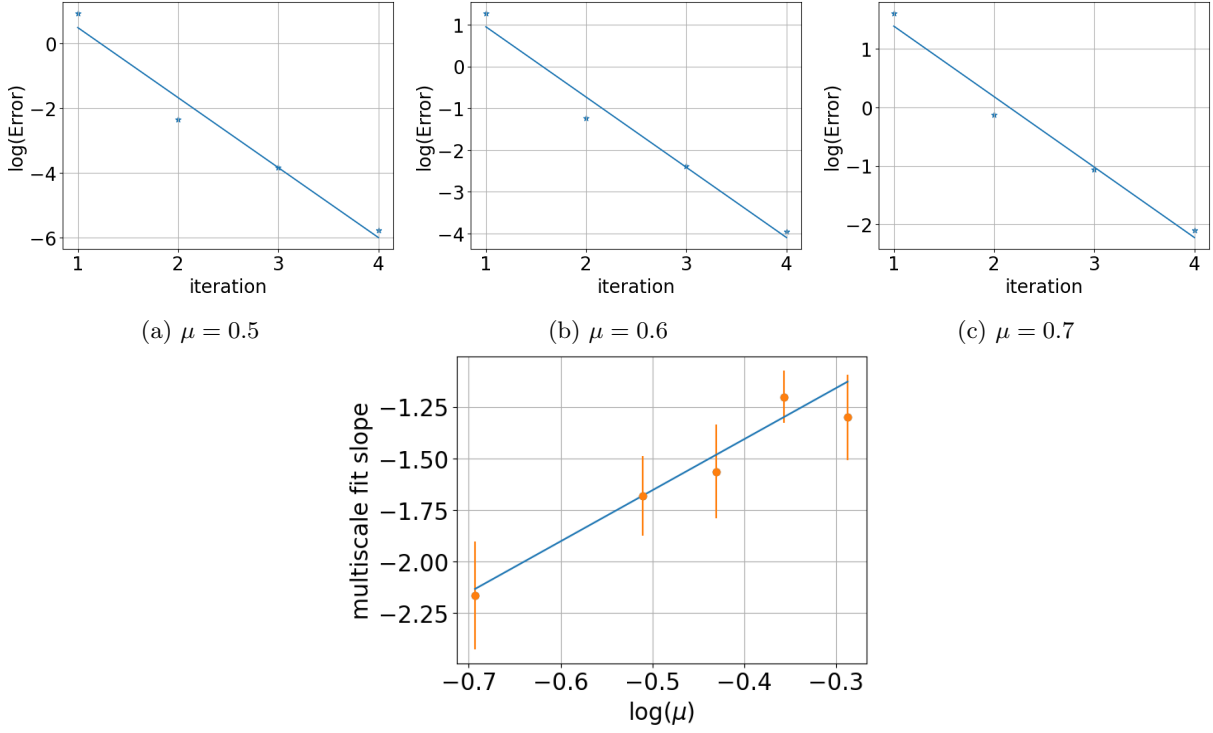 0
−2
−4
−6
log(Error)
1 2 3 4
iteration
(a) μ = 0.5
1
0
−1
−2
−3
−4
log(Error)
1 2 3 4
iteration
(b) μ = 0.6
1
0
−1
−2
log(Error)
1 2 3 4
iteration
(c) μ = 0.7
−1.25
−1.50
−1.75
−2.00
−2.25
multiscale fit slope
−0.7 −0.6 −0.5 −0.4 −0.3
log(μ)